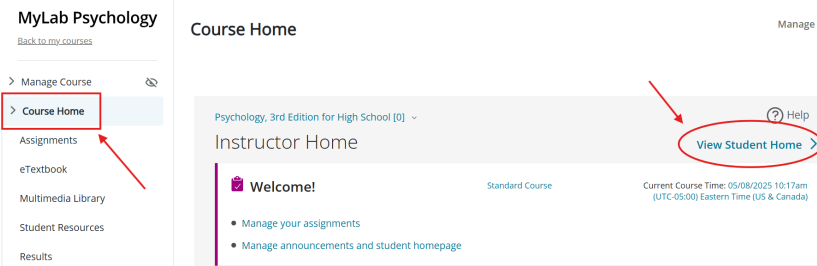 MyLab Psychology
Back to my courses
Manage Course
Course Home
Assignments
eTextbook
Multimedia Library
Student Resources
Results
Course Home
Manage
Psychology, 3rd Edition for High School [0]
? Help
Instructor Home
View Student Home
Welcome!
Standard Course
Current Course Time: 05/08/2025 10:17am
(UTC-05:00) Eastern Time (US & Canada)
Manage your assignments
Manage announcements and student homepage